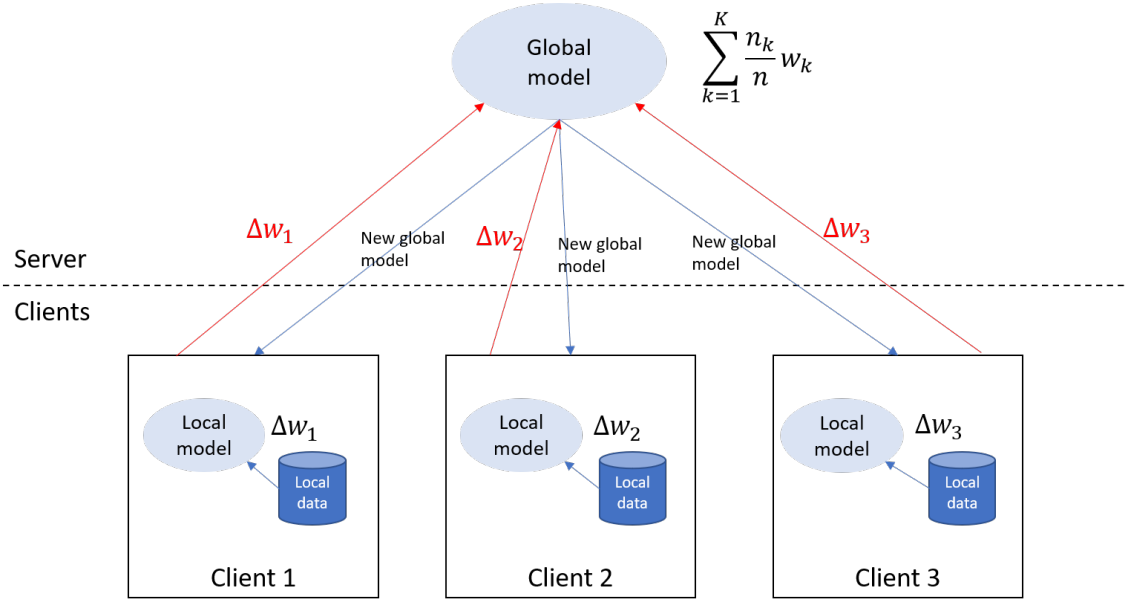 Global
model
∑_{k=1}^{K} \frac{n_k}{n} w_k
Δw₁
New global
model
Δw₂
New global
model
New global
model
Δw₃
Server
Clients
Local
model
Δw₁
Local
data
Client 1
Local
model
Δw₂
Local
data
Client 2
Local
model
Δw₃
Local
data
Client 3